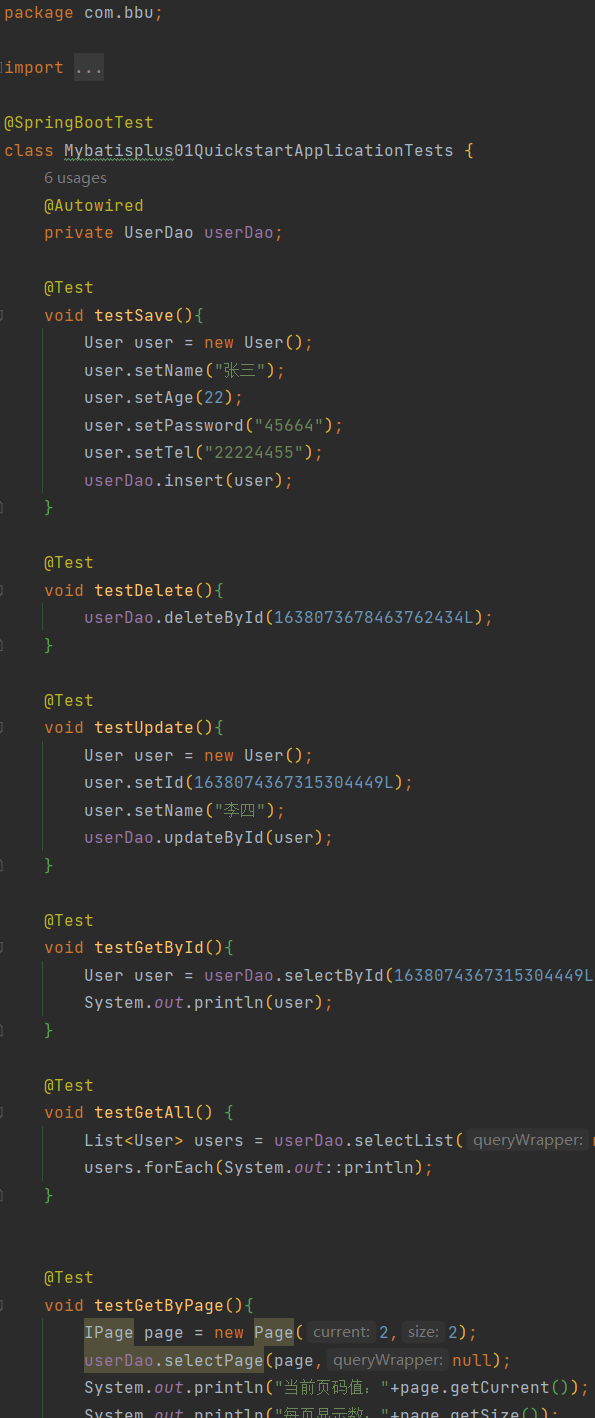 package com.bbu;
import ...
@SpringBootTest
class Mybatisplus01QuickstartApplicationTests {
6 usages
@Autowired
private UserDao userDao;
@Test
void testSave(){
User user = new User();
user.setName("张三");
user.setAge(22);
user.setPassword("45664");
user.setTel("22224455");
userDao.insert(user);
}
@Test
void testDelete(){
userDao.deleteById(1638073678463762434L);
}
@Test
void testUpdate(){
User user = new User();
user.setId(1638074367315304449L);
user.setName("李四");
userDao.updateById(user);
}
@Test
void testGetById(){
User user = userDao.selectById(1638074367315304449L
System.out.println(user);
}
@Test
void testGetAll() {
List<User> users = userDao.selectList( queryWrapper:
users.forEach(System.out::println);
}
@Test
void testGetByPage(){
IPage page = new Page( current: 2, size: 2);
userDao.selectPage(page, queryWrapper: null);
System.out.println("当前页码值："+page.getCurrent());
System.out.println("每页显示数："+page.getSize());